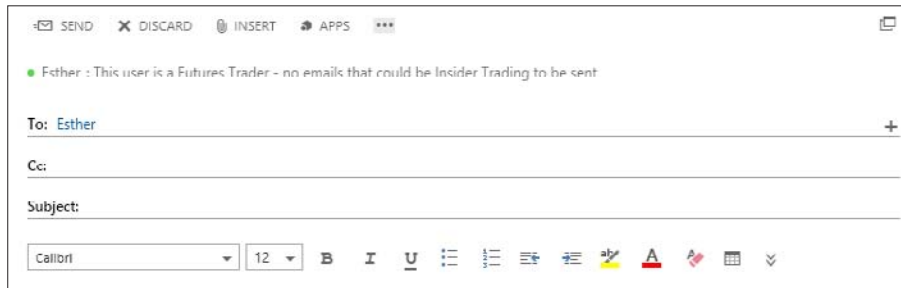 SEND DISCARD INSERT APPS •••
Esther : This user is a Futures Trader - no emails that could be Insider Trading to be sent
To: Esther
Cc:
Subject:
Calibri 12 B I U abc A